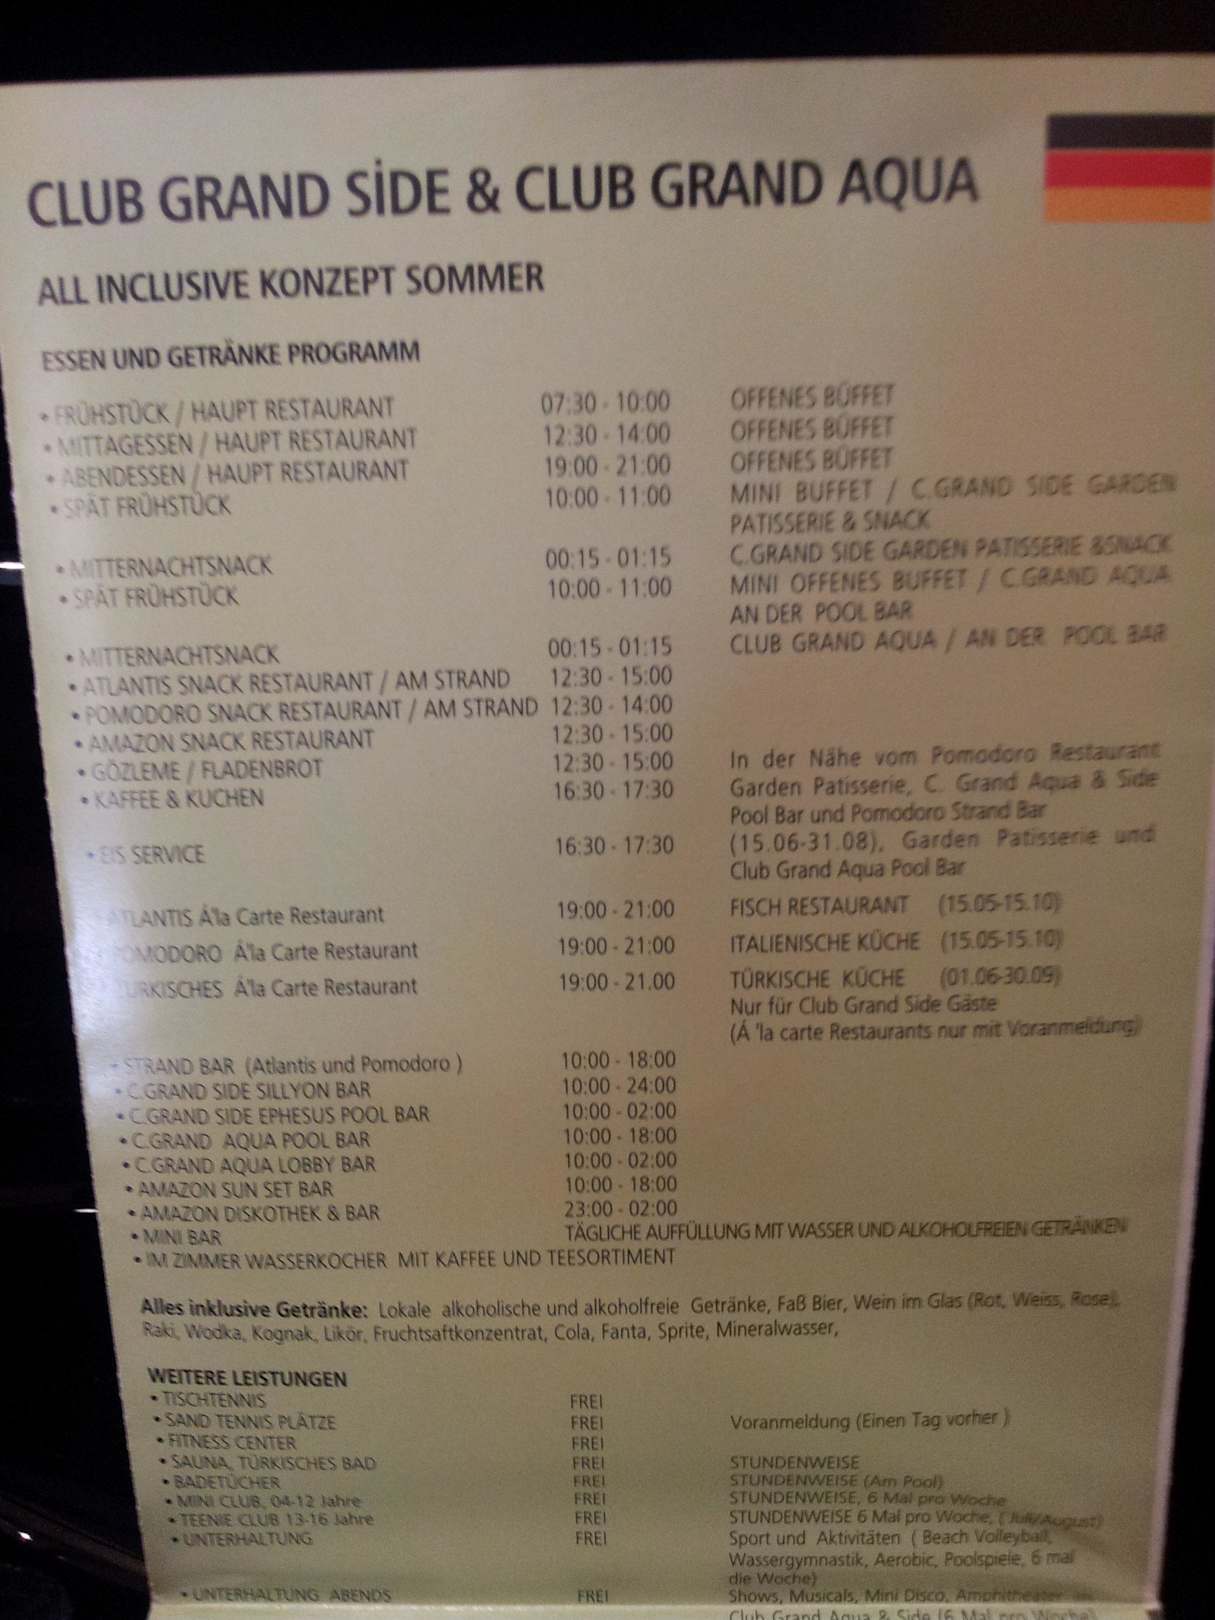 CLUB GRAND SİDE & CLUB GRAND AQUA
ALL INCLUSIVE KONZEPT SOMMER
ESSEN UND GETRÄNKE PROGRAMM
• FRÜHSTÜCK / HAUPT RESTAURANT 07:30 - 10:00 OFFENES BÜFFET
• MITTAGESSEN / HAUPT RESTAURANT 12:30 - 14:00 OFFENES BÜFFET
• ABENDESSEN / HAUPT RESTAURANT 19:00 - 21:00 OFFENES BÜFFET
• SPÄT FRÜHSTÜCK 10:00 - 11:00 MINI BUFFET / C.GRAND SIDE GARDEN
PATISSERIE & SNACK
• MITTERNACHTSNACK 00:15 - 01:15 C.GRAND SIDE GARDEN PATISSERIE &SNACK
• SPÄT FRÜHSTÜCK 10:00 - 11:00 MINI OFFENES BUFFET / C.GRAND AQUA
AN DER POOL BAR
• MITTERNACHTSNACK 00:15 - 01:15 CLUB GRAND AQUA / AN DER POOL BAR
• ATLANTIS SNACK RESTAURANT / AM STRAND 12:30 - 15:00
• POMODORO SNACK RESTAURANT / AM STRAND 12:30 - 14:00
• AMAZON SNACK RESTAURANT 12:30 - 15:00
• GÖZLEME / FLADENBROT 12:30 - 15:00 In der Nähe vom Pomodoro Restaurant
• KAFFEE & KUCHEN 16:30 - 17:30 Garden Patisserie, C. Grand Aqua & Side
Pool Bar und Pomodoro Strand Bar
• EIS SERVICE 16:30 - 17:30 (15.06-31.08), Garden Patisserie und
Club Grand Aqua Pool Bar
ATLANTIS Á'la Carte Restaurant 19:00 - 21:00 FISCH RESTAURANT (15.05-15.10)
POMODORO Á'la Carte Restaurant 19:00 - 21:00 ITALIENISCHE KÜCHE (15.05-15.10)
TÜRKISCHES Á'la Carte Restaurant 19:00 - 21.00 TÜRKISCHE KÜCHE (01.06-30.09)
Nur für Club Grand Side Gäste
(Á 'la carte Restaurants nur mit Voranmeldung)
• STRAND BAR (Atlantis und Pomodoro ) 10:00 - 18:00
• C.GRAND SIDE SILLYON BAR 10:00 - 24:00
• C.GRAND SIDE EPHESUS POOL BAR 10:00 - 02:00
• C.GRAND AQUA POOL BAR 10:00 - 18:00
• C.GRAND AQUA LOBBY BAR 10:00 - 02:00
• AMAZON SUN SET BAR 10:00 - 18:00
• AMAZON DISKOTHEK & BAR 23:00 - 02:00
• MINI BAR TÄGLICHE AUFFÜLLUNG MIT WASSER UND ALKOHOLFREIEN GETRÄNKEN
• IM ZIMMER WASSERKOCHER MIT KAFFEE UND TEESORTIMENT
Alles inklusive Getränke: Lokale alkoholische und alkoholfreie Getränke, Faß Bier, Wein im Glas (Rot, Weiss, Rose),
Raki, Wodka, Kognak, Likör, Fruchtsaftkonzentrat, Cola, Fanta, Sprite, Mineralwasser,
WEITERE LEISTUNGEN
• TISCHTENNIS FREI
• SAND TENNIS PLÄTZE FREI Voranmeldung (Einen Tag vorher )
• FITNESS CENTER FREI
• SAUNA, TÜRKISCHES BAD FREI STUNDENWEISE
• BADETÜCHER FREI STUNDENWEISE (Am Pool)
• MINI CLUB, 04-12 Jahre FREI STUNDENWEISE, 6 Mal pro Woche
• TEENIE CLUB 13-16 Jahre FREI STUNDENWEISE 6 Mal pro Woche, ( Juli/August)
• UNTERHALTUNG FREI Sport und Aktivitäten ( Beach Volleyball,
Wassergymnastik, Aerobic, Poolspiele, 6 mal
die Woche)
• UNTERHALTUNG ABENDS FREI Shows, Musicals, Mini Disco, Amphitheater
Club Grand Aqua & Side (6 Mal pro Woche)